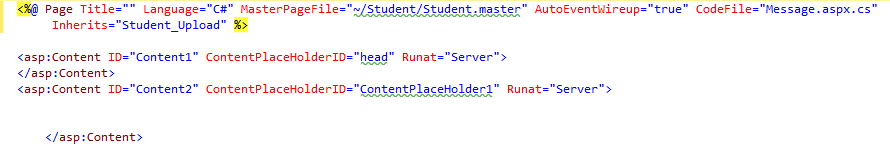 <%@ Page Title="" Language="C#" MasterPageFile="~/Student/Student.master" AutoEventWireup="true" CodeFile="Message.aspx.cs"
Inherits="Student_Upload" %>
<asp:Content ID="Content1" ContentPlaceHolderID="head" Runat="Server">
</asp:Content>
<asp:Content ID="Content2" ContentPlaceHolderID="ContentPlaceHolder1" Runat="Server">
</asp:Content>